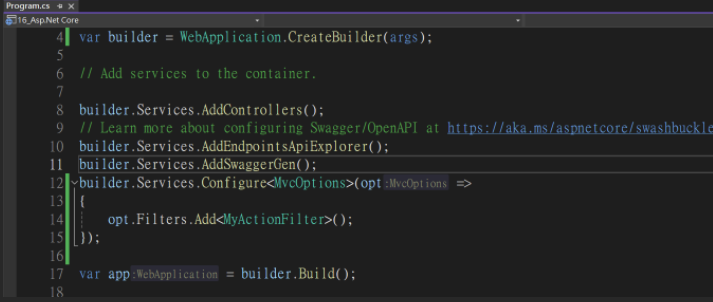 Program.cs
16_Asp.Net Core
4 var builder = WebApplication.CreateBuilder(args);
5
6 // Add services to the container.
7
8 builder.Services.AddControllers();
9 // Learn more about configuring Swagger/OpenAPI at https://aka.ms/aspnetcore/swashbuckle
10 builder.Services.AddEndpointsApiExplorer();
11 builder.Services.AddSwaggerGen();
12 builder.Services.Configure<MvcOptions>(opt:MvcOptions =>
13 {
14 opt.Filters.Add<MyActionFilter>();
15 });
16
17 var app:WebApplication = builder.Build();
18